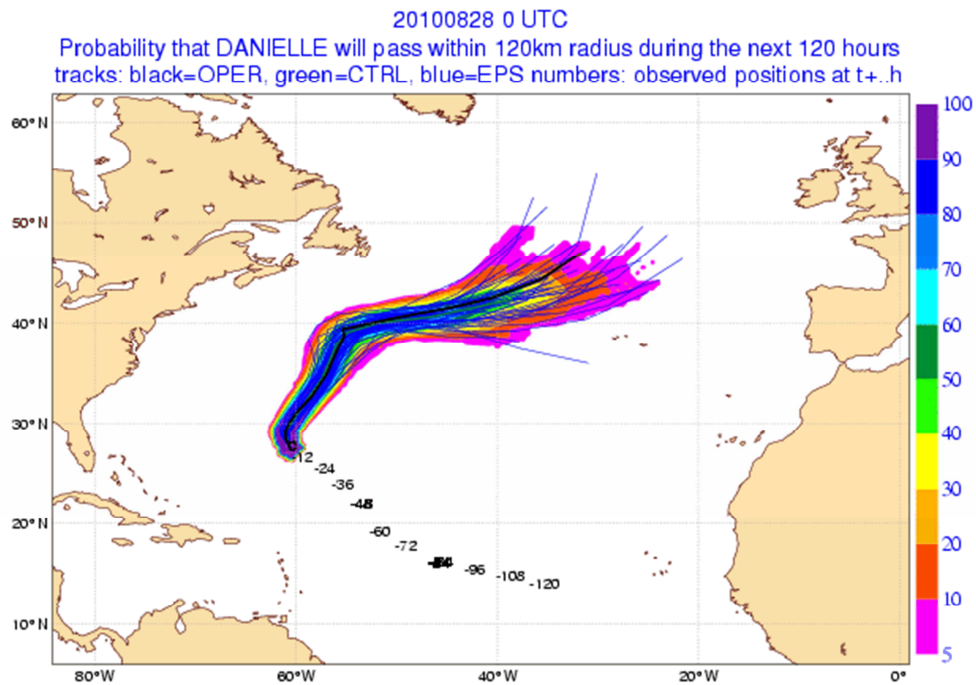 20100828 0 UTC
Probability that DANIELLE will pass within 120km radius during the next 120 hours
tracks: black=OPER, green=CTRL, blue=EPS numbers: observed positions at t+..h
100
60°N
90
50°N
80
70
40°N
60
50
30°N
40
-12
-24
-36
30
-48
20°N
-60
-72
20
-96
-108
-120
10
10°N
5
80°W
60°W
40°W
20°W
0°